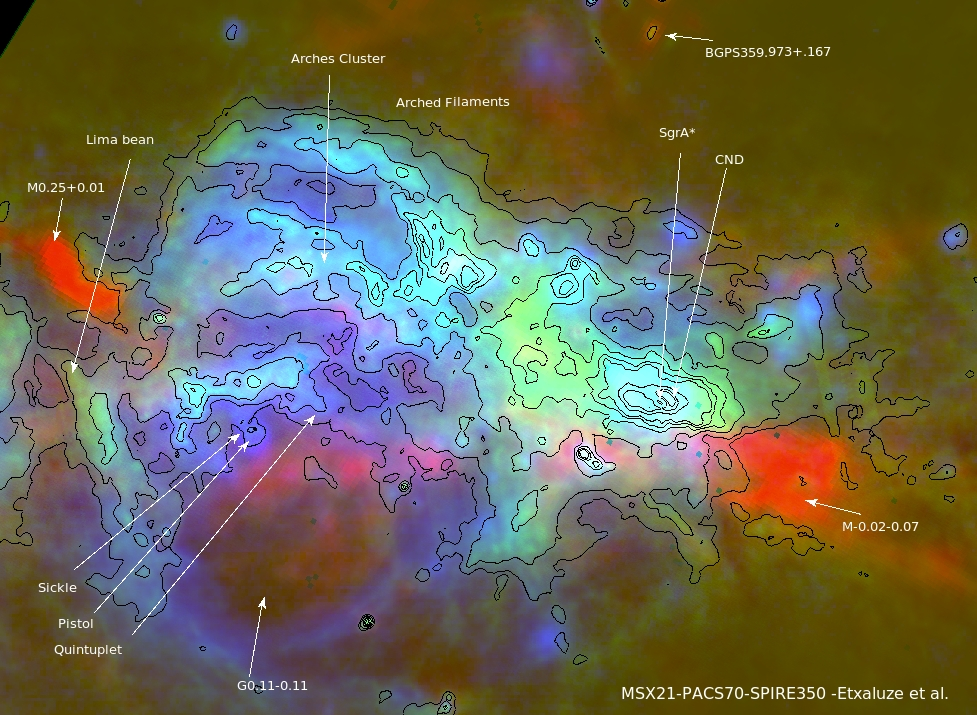 BGPS359.973+.167
Arches Cluster
Arched Filaments
SgrA*
Lima bean
CND
M0.25+0.01
M-0.02-0.07
Sickle
Pistol
Quintuplet
G0.11-0.11
MSX21-PACS70-SPIRE350 -Etxaluze et al.